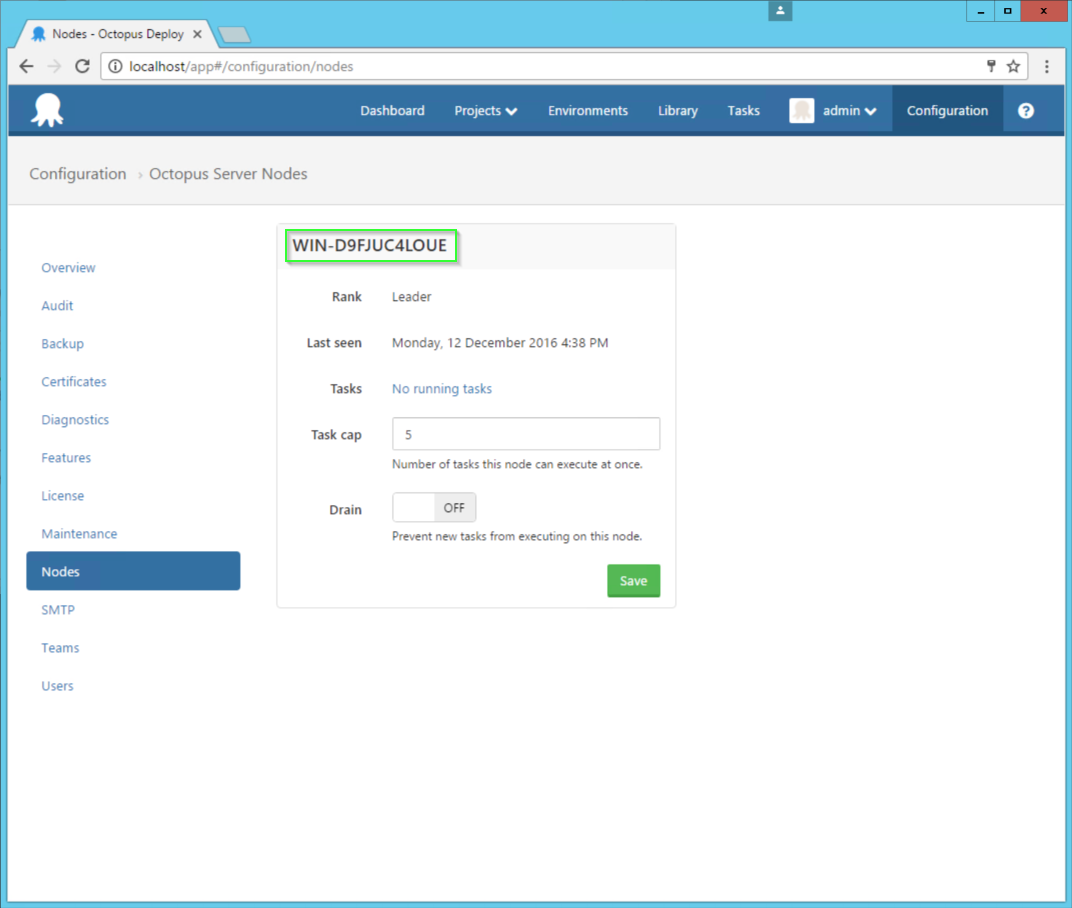 Nodes - Octopus Deploy
localhost/app#/configuration/nodes
Dashboard Projects Environments Library Tasks admin Configuration ?
Configuration › Octopus Server Nodes
Overview
Audit
Backup
Certificates
Diagnostics
Features
License
Maintenance
Nodes
SMTP
Teams
Users
WIN-D9FJUC4LOUE
Rank Leader
Last seen Monday, 12 December 2016 4:38 PM
Tasks No running tasks
Task cap 5
Number of tasks this node can execute at once.
Drain OFF
Prevent new tasks from executing on this node.
Save